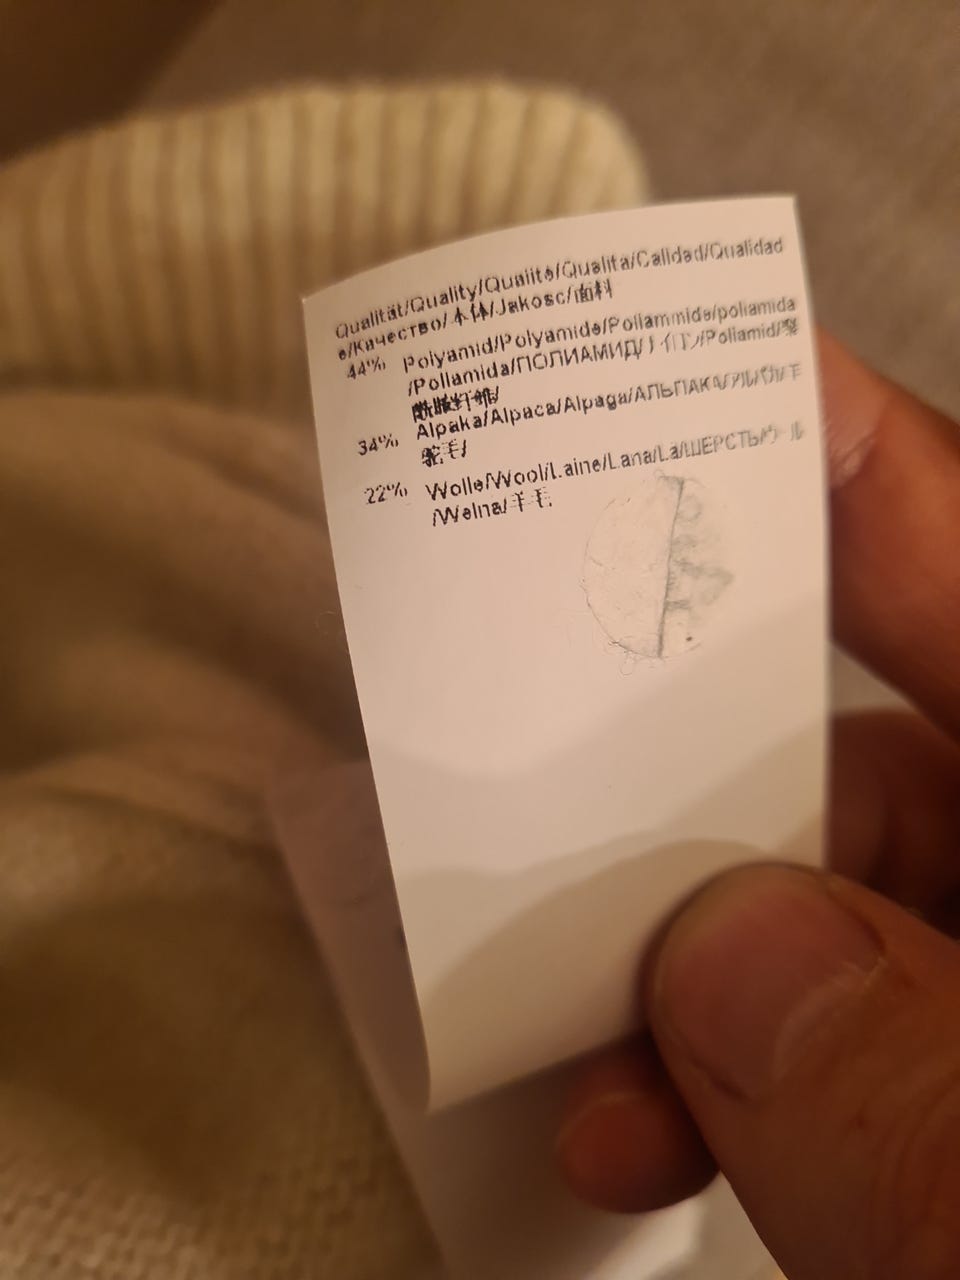 Qualität/Quality/Qualité/Qualita/Calidad/Qualidad
e/Качество/本体/Jakosc/面料
44% Polyamid/Polyamide/Poliammide/poliamida
/Poliamida/ПОЛИАМИД/ナイロン/Poliamid/聚
酰胺纤维/
34% Alpaka/Alpaca/Alpaga/АЛЬПАКА/アルパカ/羊
鸵毛/
22% Wolle/Wool/Laine/Lana/Lã/ШЕРСТЬ/ウール
/Welna/羊毛